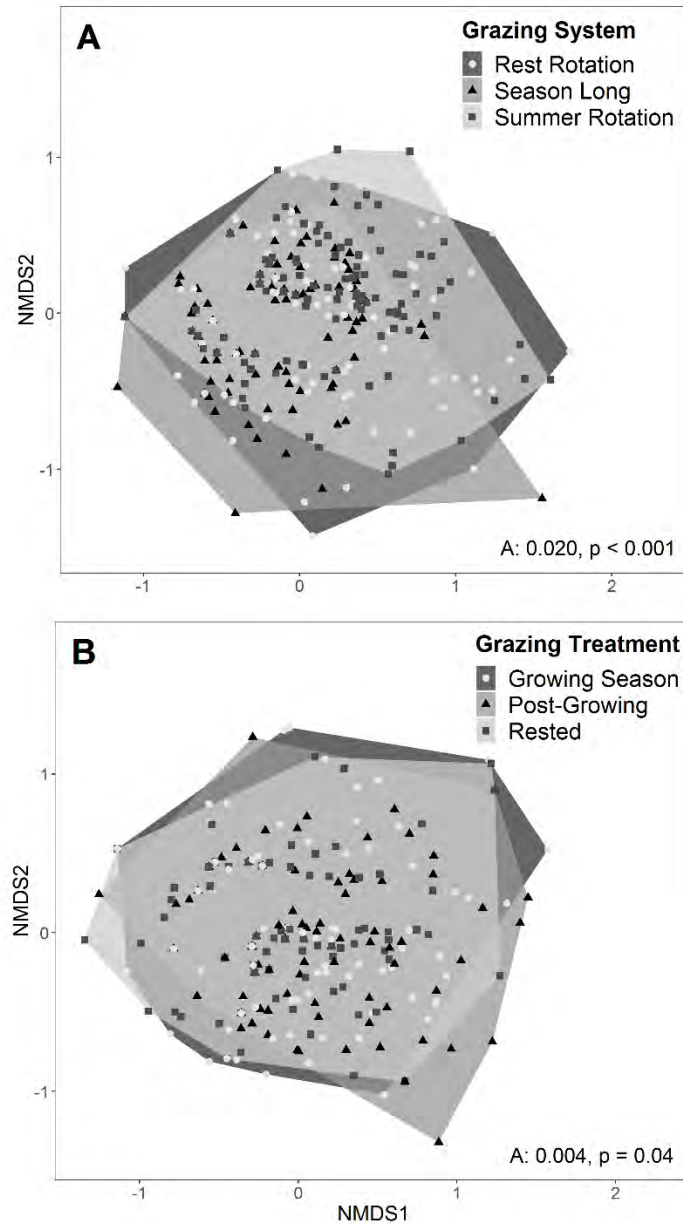 A
Grazing System
Rest Rotation
Season Long
Summer Rotation
1
0
-1
NMDS2
A: 0.020, p < 0.001
-1
0
1
2
B
Grazing Treatment
Growing Season
Post-Growing
Rested
1
0
-1
NMDS2
A: 0.004, p = 0.04
-1
0
1
2
NMDS1